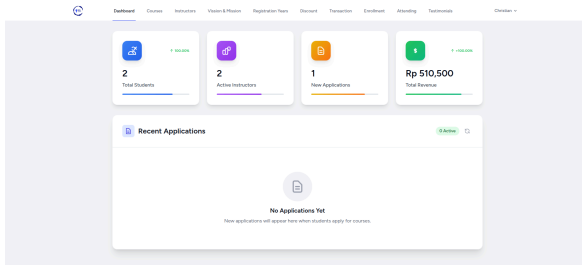 Dashboard Courses Instructors Vission & Mission Registration Years Discount Transaction Enrollment Attending Testimonials Christian
2
Total Students
2
Active Instructors
1
New Applications
Rp 510,500
Total Revenue
Recent Applications
0 Active
No Applications Yet
New applications will appear here when students apply for courses.